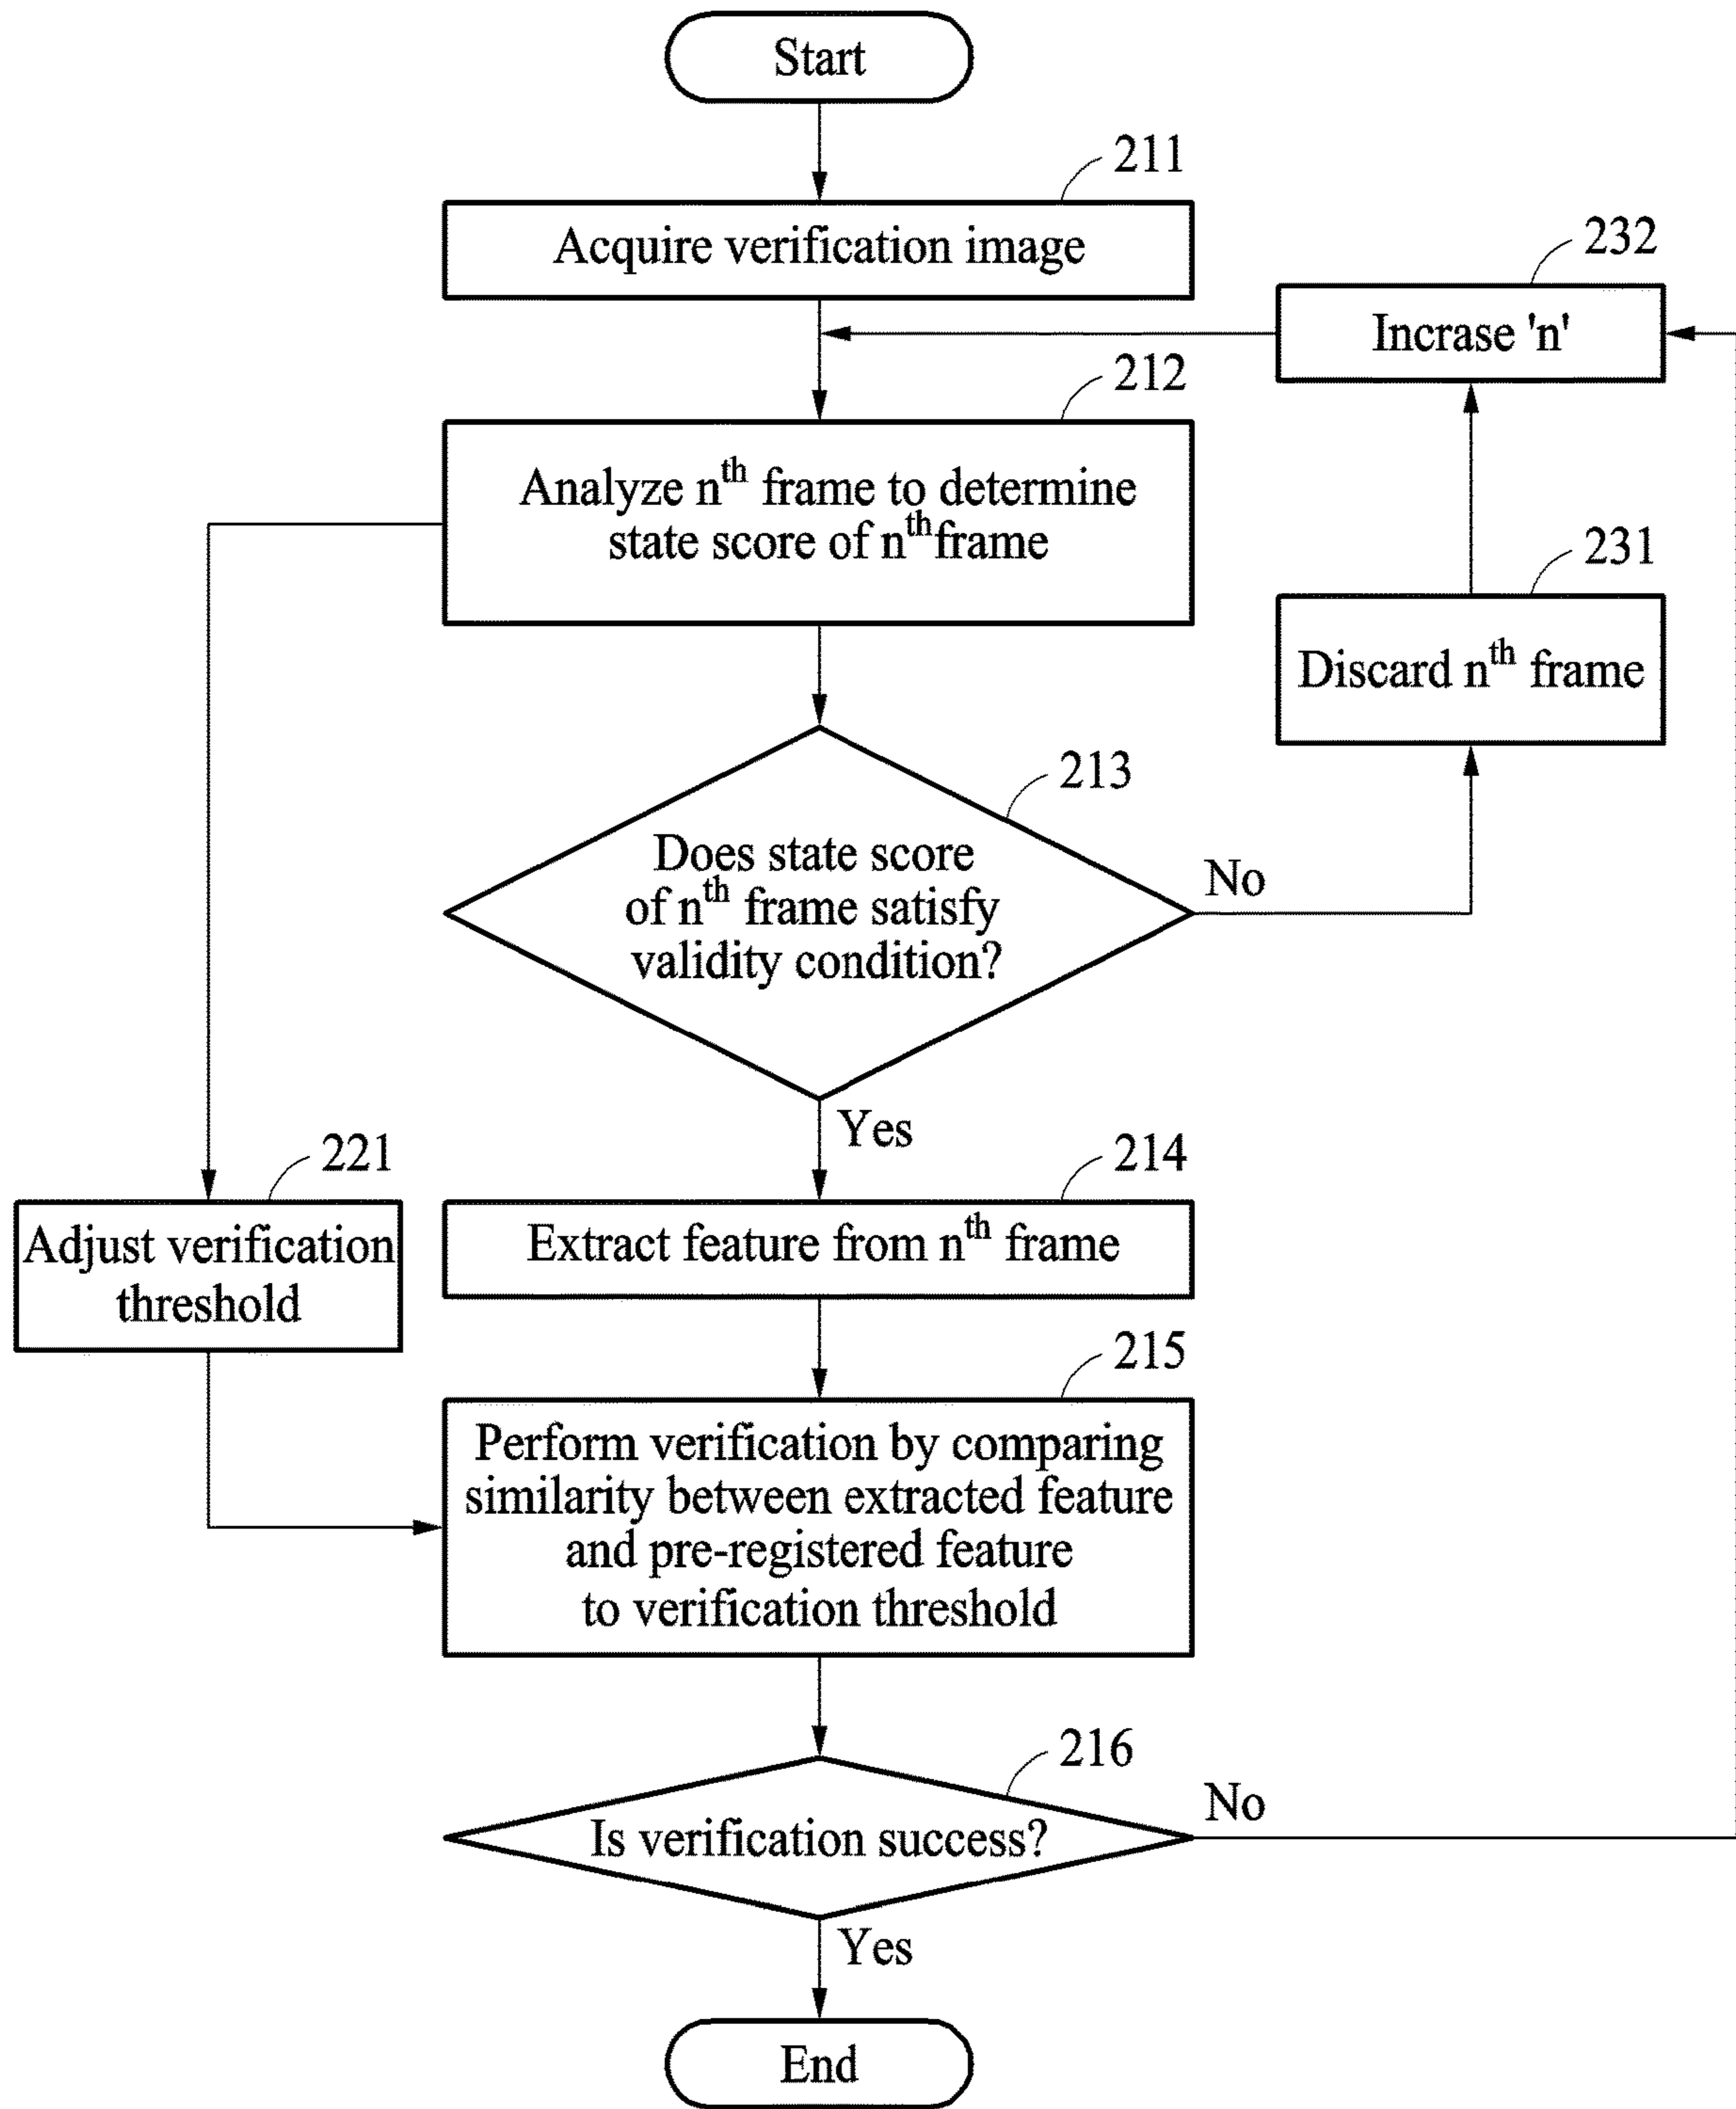 Start
211
Acquire verification image
232
Incrase 'n'
212
Analyze nth frame to determine
state score of nth frame
231
Discard nth frame
213
Does state score
of nth frame satisfy
validity condition?
No
Yes
221
Adjust verification
threshold
214
Extract feature from nth frame
215
Perform verification by comparing
similarity between extracted feature
and pre-registered feature
to verification threshold
216
Is verification success?
No
Yes
End